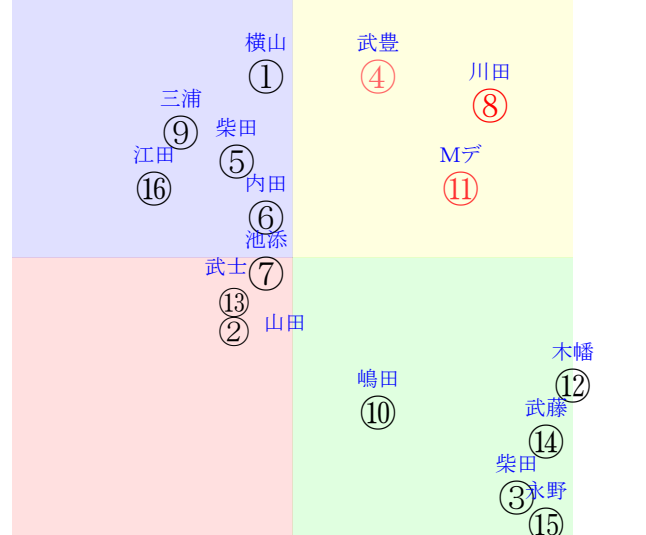 横山
①
武豊
④
川田
⑧
三浦
⑨
柴田
⑤
江田
⑯
Mデ
⑪
内田
⑥
池添
⑦
武士
⑬
②
山田
木幡
⑫
嶋田
⑩
武藤
⑭
柴田
③
永野
⑮